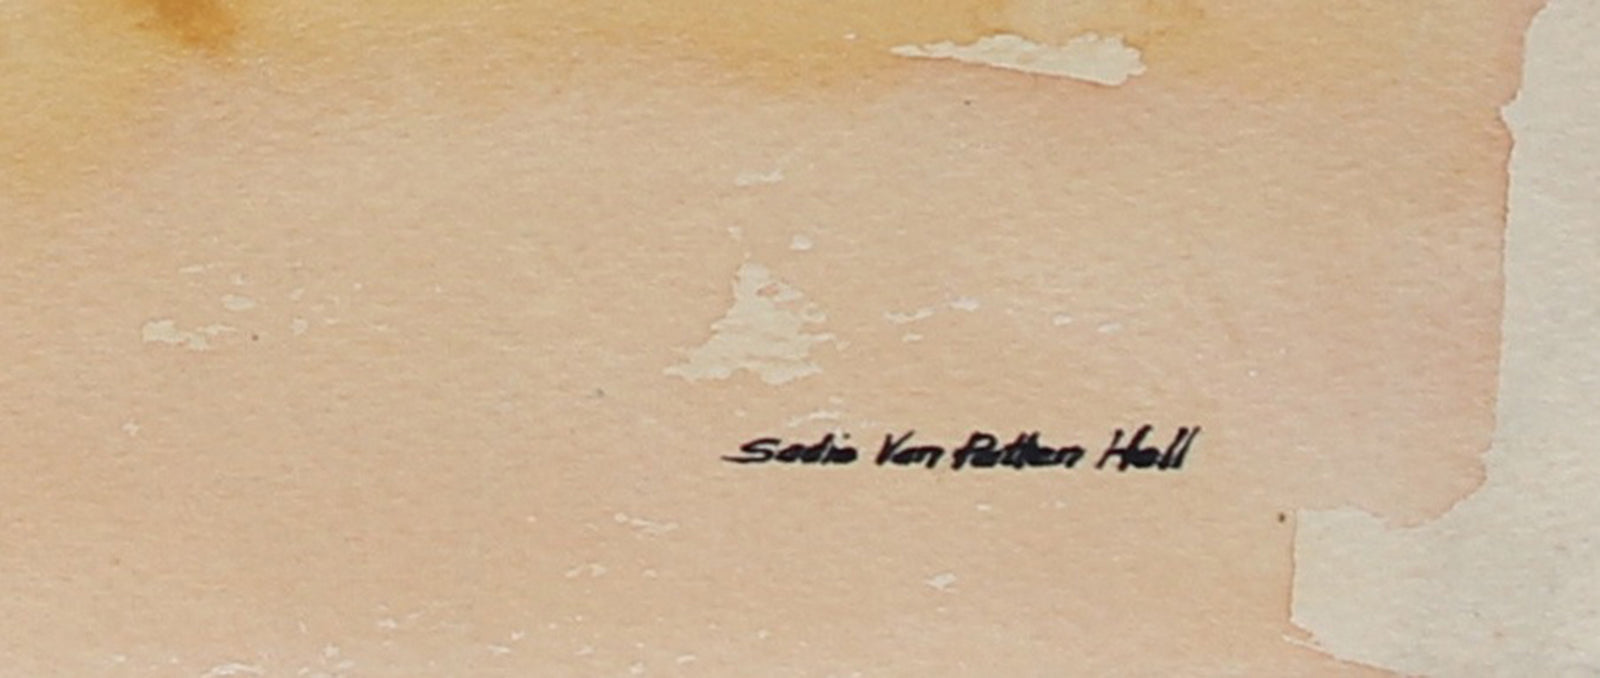 Sadie Van Patten Hall